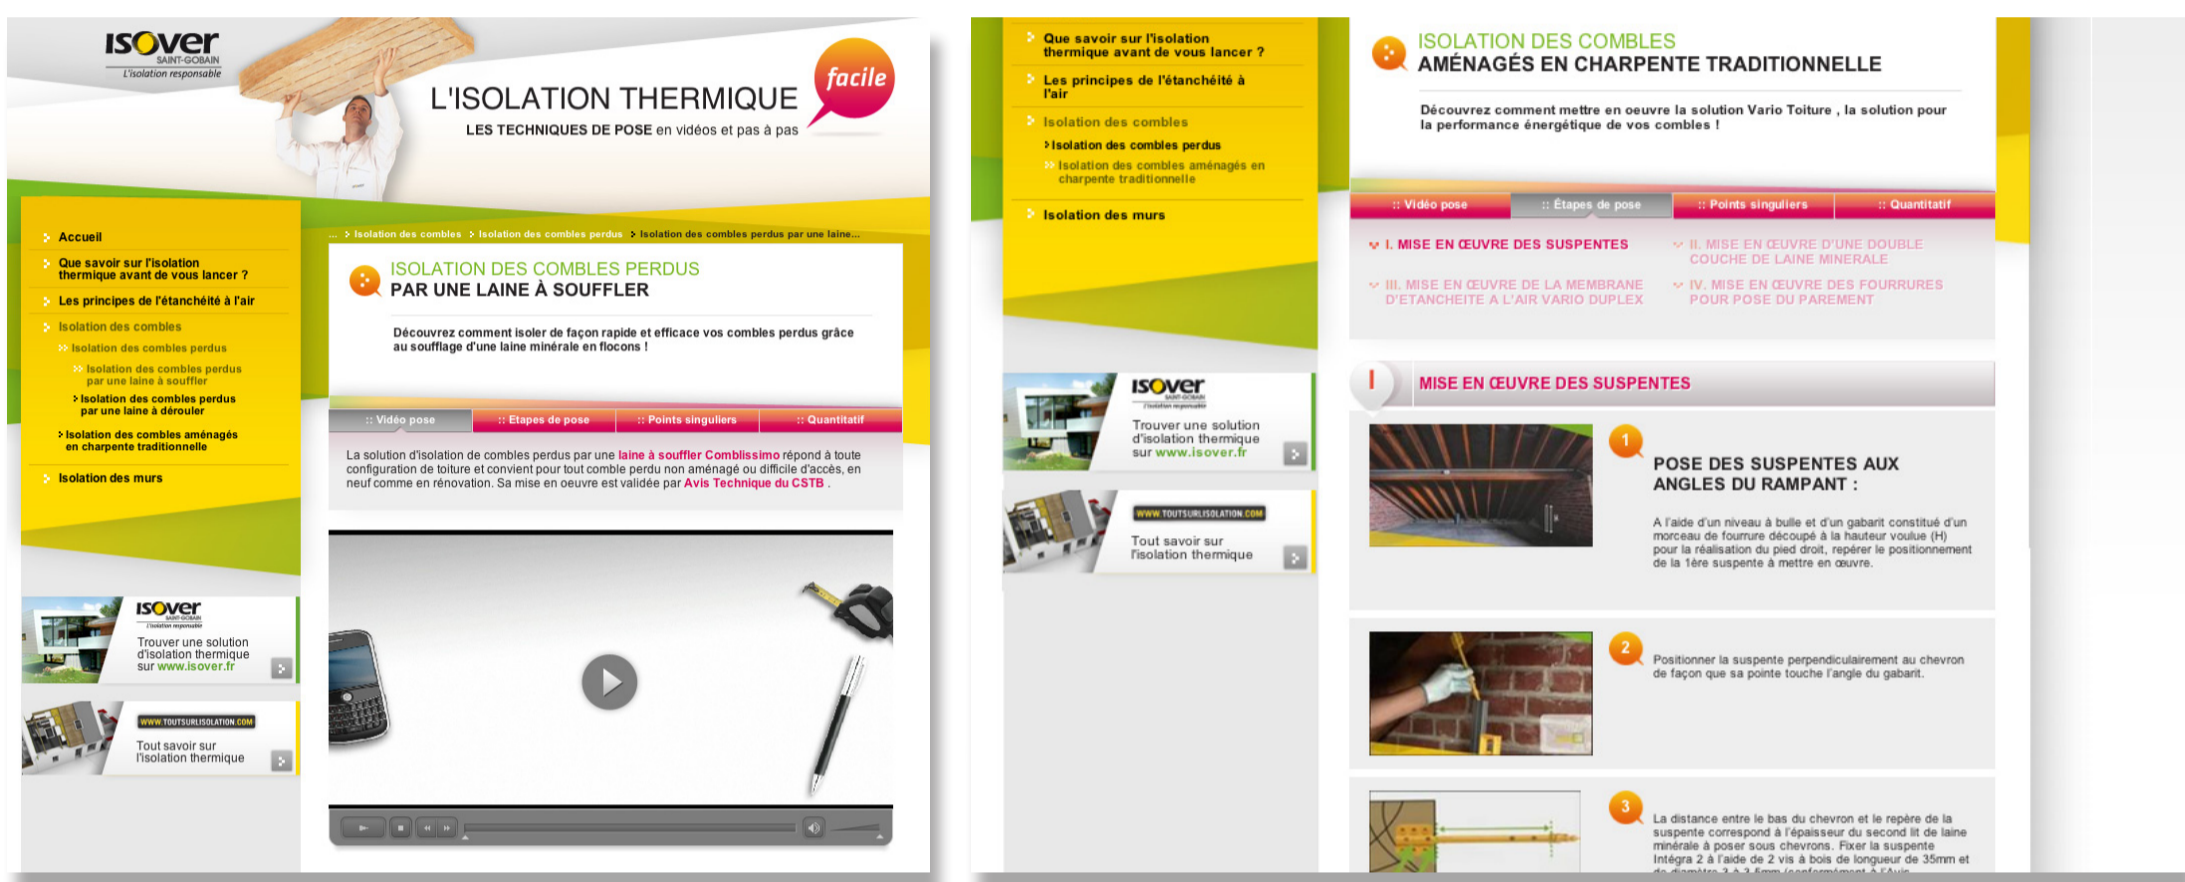 ISOVER
SAINT-GOBAIN
L'isolation responsable
L'ISOLATION THERMIQUE
facile
LES TECHNIQUES DE POSE en vidéos et pas à pas
Accueil
Que savoir sur l'isolation
thermique avant de vous lancer ?
Les principes de l'étanchéité à l'air
Isolation des combles
Isolation des combles perdus
Isolation des combles perdus
par une laine à souffler
Isolation des combles perdus
par une laine à dérouler
Isolation des combles aménagés
en charpente traditionnelle
Isolation des murs
ISOVER
SAINT-GOBAIN
L'isolation responsable
Trouver une solution
d'isolation thermique
sur www.isover.fr
WWW.TOUTSURLISOLATION.COM
Tout savoir sur
l'isolation thermique
... Isolation des combles Isolation des combles perdus Isolation des combles perdus par une laine...
ISOLATION DES COMBLES PERDUS
PAR UNE LAINE À SOUFFLER
Découvrez comment isoler de façon rapide et efficace vos combles perdus grâce
au soufflage d'une laine minérale en flocons !
:: Vidéo pose :: Etapes de pose :: Points singuliers :: Quantitatif
La solution d'isolation de combles perdus par une laine à souffler Comblissimo répond à toute
configuration de toiture et convient pour tout comble perdu non aménagé ou difficile d'accès, en
neuf comme en rénovation. Sa mise en oeuvre est validée par Avis Technique du CSTB .
Que savoir sur l'isolation
thermique avant de vous lancer ?
Les principes de l'étanchéité à
l'air
Isolation des combles
Isolation des combles perdus
Isolation des combles aménagés en
charpente traditionnelle
Isolation des murs
ISOVER
SAINT-GOBAIN
L'isolation responsable
Trouver une solution
d'isolation thermique
sur www.isover.fr
WWW.TOUTSURLISOLATION.COM
Tout savoir sur
l'isolation thermique
ISOLATION DES COMBLES
AMÉNAGÉS EN CHARPENTE TRADITIONNELLE
Découvrez comment mettre en oeuvre la solution Vario Toiture , la solution pour
la performance énergétique de vos combles !
:: Vidéo pose :: Étapes de pose :: Points singuliers :: Quantitatif
I. MISE EN ŒUVRE DES SUSPENTES
II. MISE EN ŒUVRE D'UNE DOUBLE
COUCHE DE LAINE MINERALE
III. MISE EN ŒUVRE DE LA MEMBRANE
D'ETANCHEITE A L'AIR VARIO DUPLEX
IV. MISE EN ŒUVRE DES FOURRURES
POUR POSE DU PAREMENT
I MISE EN ŒUVRE DES SUSPENTES
1
POSE DES SUSPENTES AUX
ANGLES DU RAMPANT :
A l'aide d'un niveau à bulle et d'un gabarit constitué d'un
morceau de fourrure découpé à la hauteur voulue (H)
pour la réalisation du pied droit, repérer le positionnement
de la 1ère suspente à mettre en œuvre.
2
Positionner la suspente perpendiculairement au chevron
de façon que sa pointe touche l'angle du gabarit.
3
La distance entre le bas du chevron et le repère de la
suspente correspond à l'épaisseur du second lit de laine
minérale à poser sous chevrons. Fixer la suspente
Intégra 2 à l'aide de 2 vis à bois de longueur de 35mm et
de diamètre 3 à 3,5mm (conformément à l'Avis